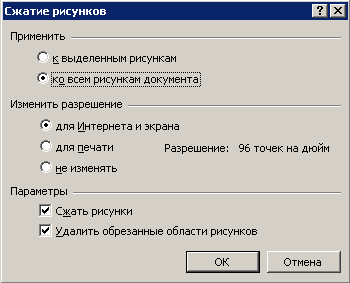 Сжатие рисунков
Применить
к выделенным рисункам
ко всем рисункам документа
Изменить разрешение
для Интернета и экрана
для печати Разрешение: 96 точек на дюйм
не изменять
Параметры
Сжать рисунки
Удалить обрезанные области рисунков
ОК Отмена